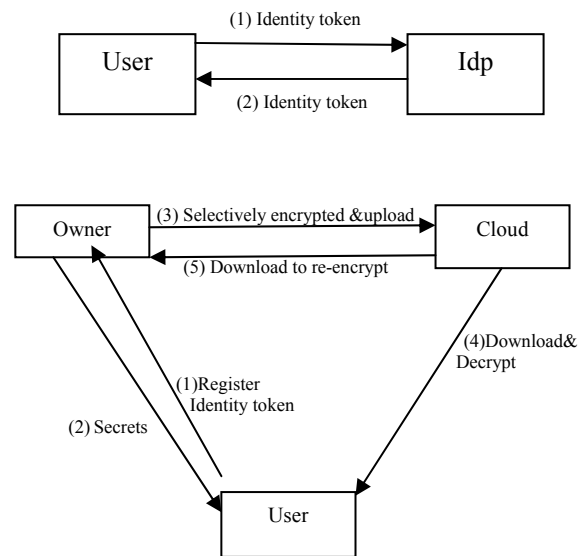 (1) Identity token
User
Idp
(2) Identity token
(3) Selectively encrypted &upload
Owner
Cloud
(5) Download to re-encrypt
(4)Download&
Decrypt
(1)Register
Identity token
(2) Secrets
User